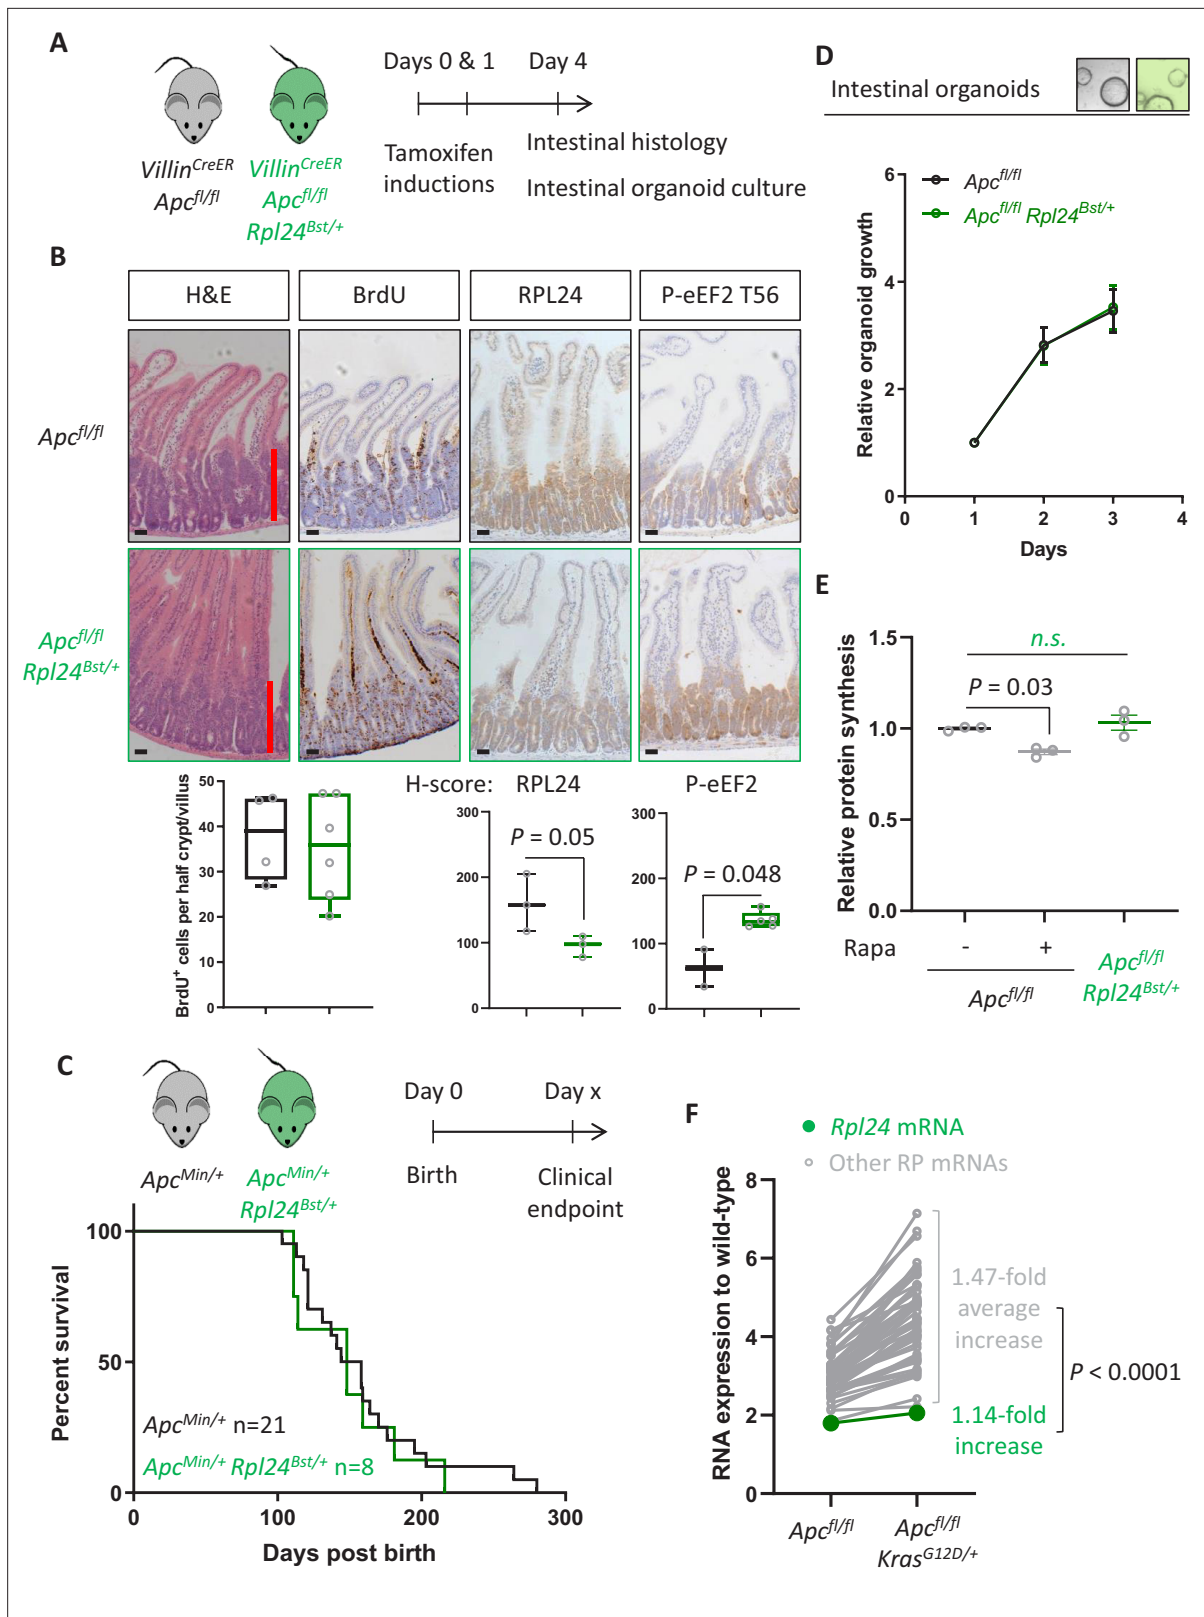 A
Days 0 & 1
Day 4
Villin^CreER
Apc^fl/fl
Villin^CreER
Apc^fl/fl
Rpl24^Bst/+
Tamoxifen
inductions
Intestinal histology
Intestinal organoid culture
B
H&E
BrdU
RPL24
P-eEF2 T56
Apc^fl/fl
Apc^fl/fl
Rpl24^Bst/+
BrdU+ cells per half crypt/villus
50
40
30
20
10
0
H-score:
RPL24
300
200
100
0
P = 0.05
P-eEF2
300
200
100
0
P = 0.048
C
Apc^Min/+
Apc^Min/+
Rpl24^Bst/+
Day 0
Day x
Birth
Clinical
endpoint
Percent survival
100
50
0
Apc^Min/+ n=21
Apc^Min/+ Rpl24^Bst/+ n=8
0
100
200
300
Days post birth
D
Intestinal organoids
Relative organoid growth
6
4
2
0
Apc^fl/fl
Apc^fl/fl Rpl24^Bst/+
0
1
2
3
4
Days
E
Relative protein synthesis
1.5
1.0
0.5
0.0
n.s.
P = 0.03
Rapa
-
+
Apc^fl/fl
Apc^fl/fl
Rpl24^Bst/+
F
Rpl24 mRNA
Other RP mRNAs
RNA expression to wild-type
8
6
4
2
0
1.47-fold
average
increase
P < 0.0001
1.14-fold
increase
Apc^fl/fl
Apc^fl/fl
Kras^G12D/+